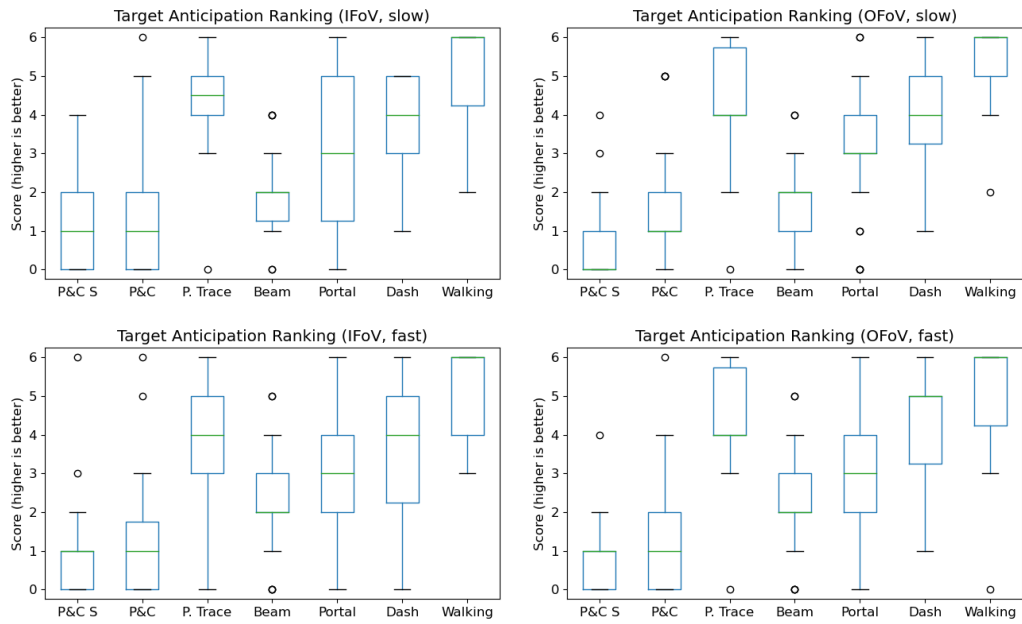 Target Anticipation Ranking (IFoV, slow)
Score (higher is better)
6
5
4
3
2
1
0
P&C S P&C P. Trace Beam Portal Dash Walking
Target Anticipation Ranking (OFoV, slow)
Score (higher is better)
6
5
4
3
2
1
0
P&C S P&C P. Trace Beam Portal Dash Walking
Target Anticipation Ranking (IFoV, fast)
Score (higher is better)
6
5
4
3
2
1
0
P&C S P&C P. Trace Beam Portal Dash Walking
Target Anticipation Ranking (OFoV, fast)
Score (higher is better)
6
5
4
3
2
1
0
P&C S P&C P. Trace Beam Portal Dash Walking